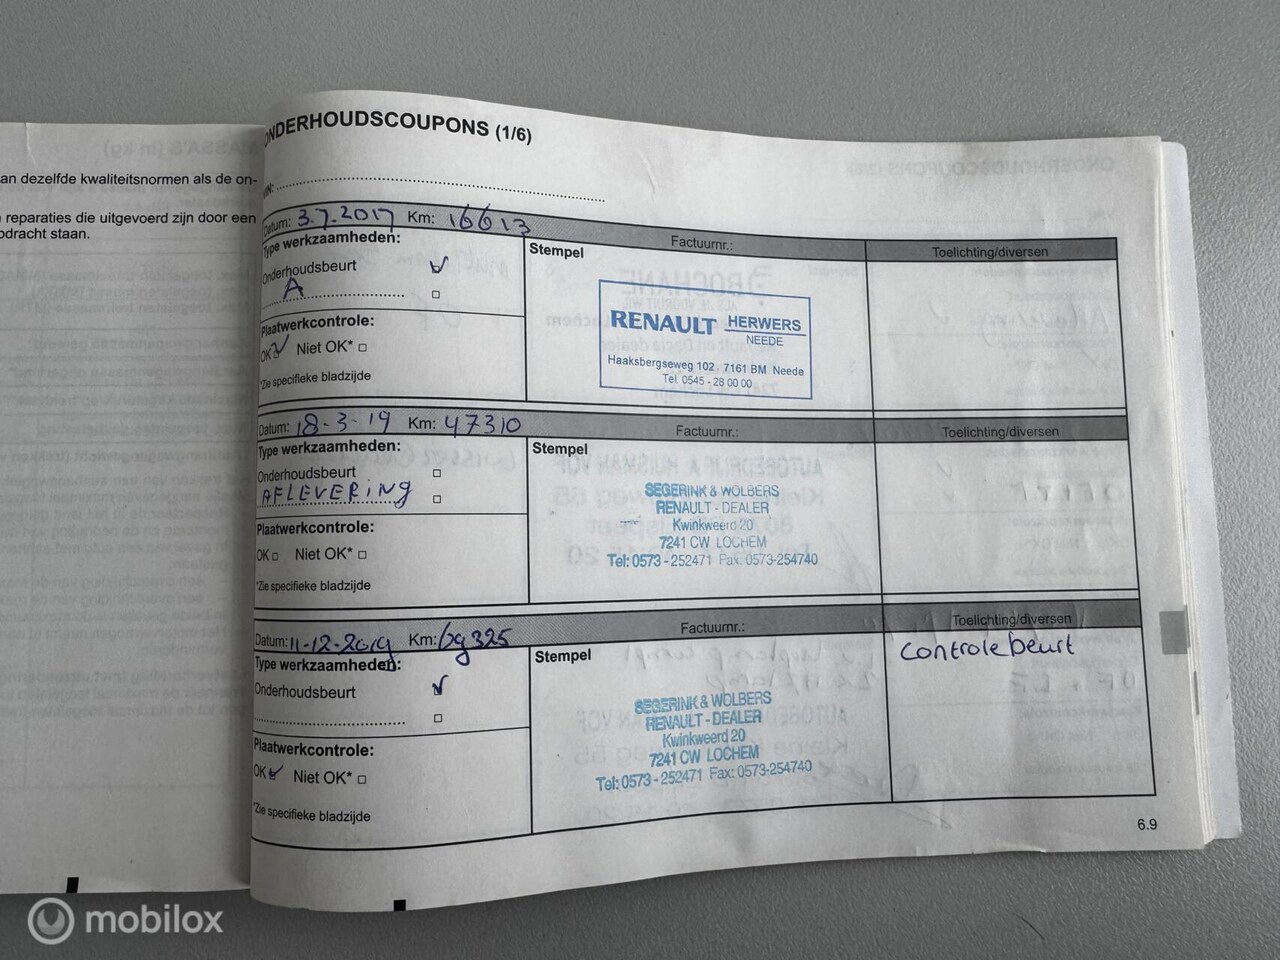 an dezelfde kwaliteitsnormen als de on-
reparaties die uitgevoerd zijn door een
opdracht staan.
ONDERHOUDSCOUPONS (1/6)
VIN:
Datum: 3.7.2017 Km: 16613
Factuurnr.:
Toelichting/diversen
Type werkzaamheden:
Stempel
Onderhoudsbeurt
A
RENAULT HERWERS
NEEDE
Haaksbergseweg 102 7161 BM Neede
Tel. 0545 - 28 00 00
Plaatwerkcontrole:
OK Niet OK*
*Zie specifieke bladzijde
Datum: 18-3-19 Km: 47310
Factuurnr.:
Toelichting/diversen
Type werkzaamheden:
Stempel
Onderhoudsbeurt
AFLEVERING
SEGERINK & WOLBERS
RENAULT - DEALER
Kwinkweerd 20
7241 CW LOCHEM
Tel: 0573 - 252471 Fax: 0573-254740
Plaatwerkcontrole:
OK Niet OK*
*Zie specifieke bladzijde
Datum: 11-12-2019 Km: 69325
Factuurnr.:
Toelichting/diversen
Type werkzaamheden:
Stempel
controlebeurt
Onderhoudsbeurt
SEGERINK & WOLBERS
RENAULT - DEALER
Kwinkweerd 20
7241 CW LOCHEM
Tel: 0573 - 252471 Fax: 0573-254740
Plaatwerkcontrole:
OK Niet OK*
*Zie specifieke bladzijde
6.9
mobilox